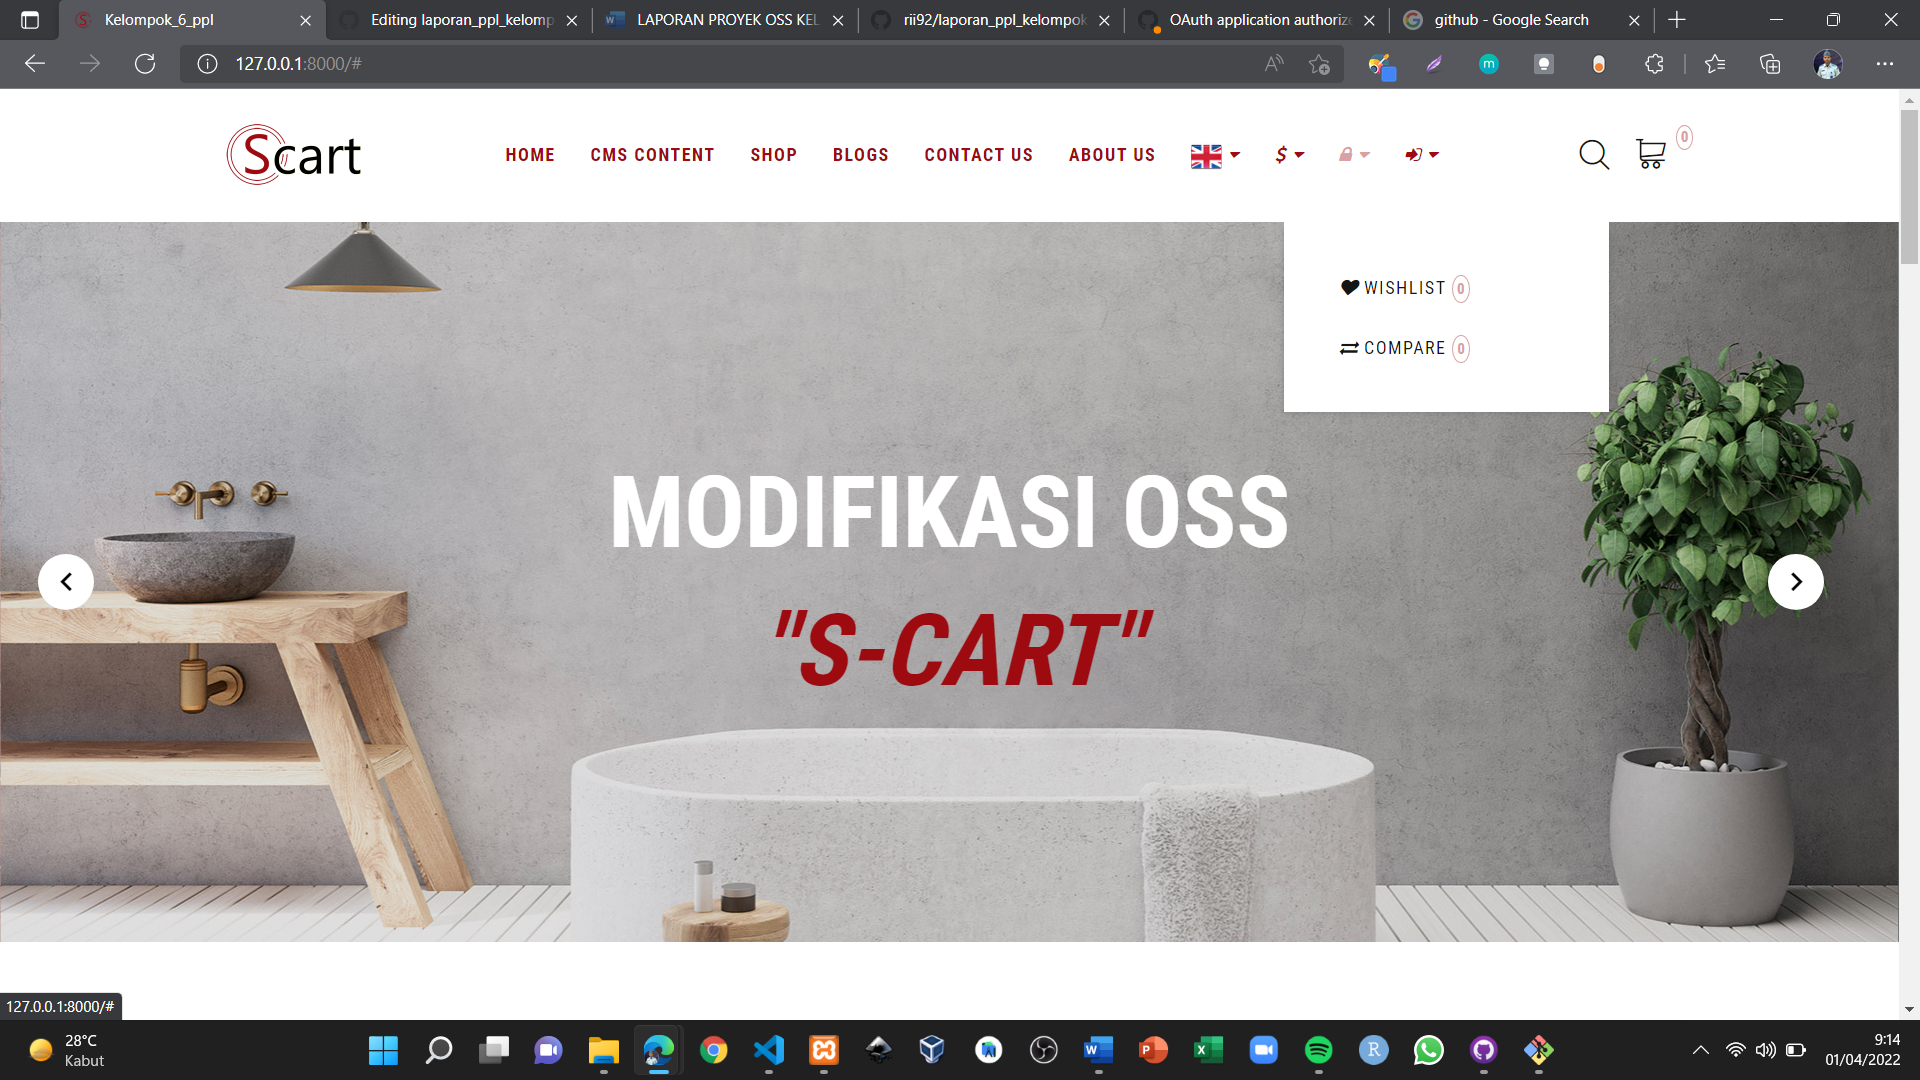 Kelompok_6_ppl
Editing laporan_ppl_kelomp
LAPORAN PROYEK OSS KEL
rii92/laporan_ppl_kelompok
OAuth application authorize
github - Google Search
127.0.0.1:8000/#
m
Scart
HOME
CMS CONTENT
SHOP
BLOGS
CONTACT US
ABOUT US
$
0
WISHLIST 0
COMPARE 0
MODIFIKASI OSS
"S-CART"
127.0.0.1:8000/#
28°C
Kabut
9:14
01/04/2022